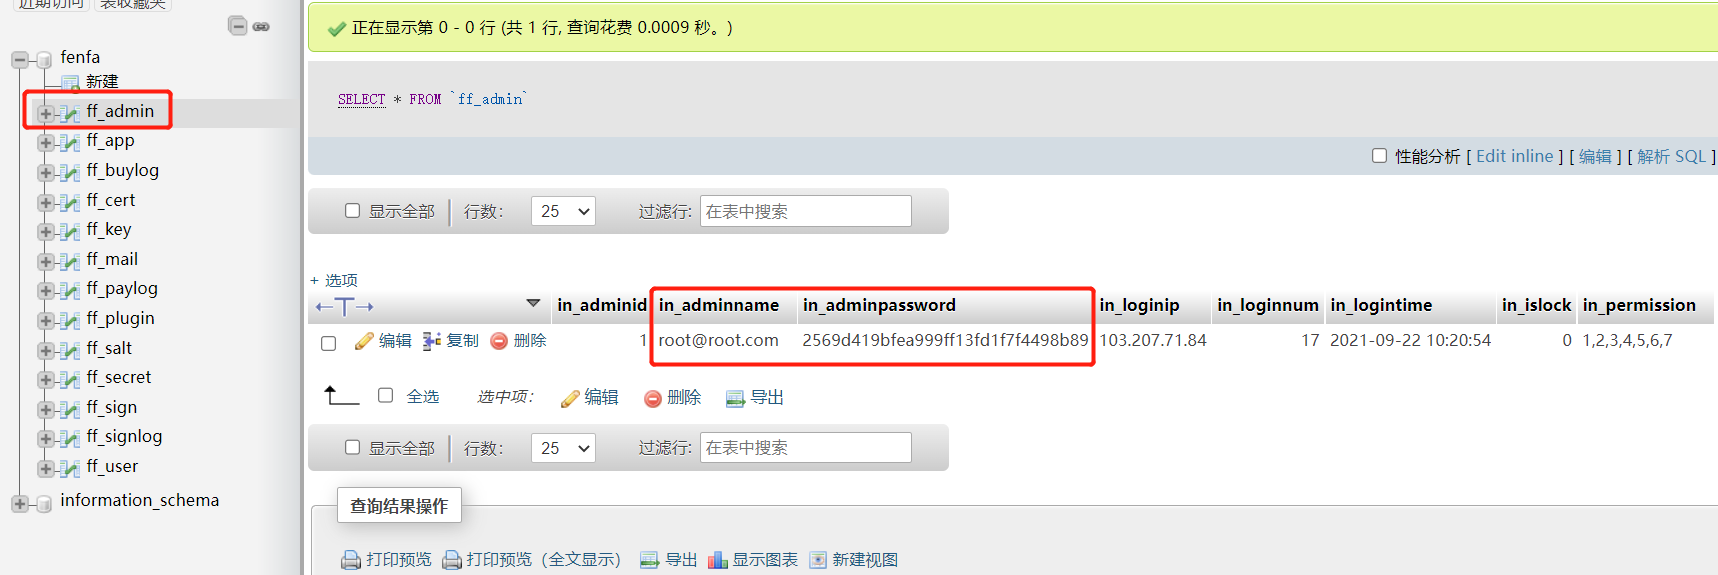 近期访问 表收藏夹
fenfa
新建
ff_admin
ff_app
ff_buylog
ff_cert
ff_key
ff_mail
ff_paylog
ff_plugin
ff_salt
ff_secret
ff_sign
ff_signlog
ff_user
information_schema
正在显示第 0 - 0 行 (共 1 行, 查询花费 0.0009 秒。)
SELECT * FROM `ff_admin`
性能分析 [ Edit inline ] [ 编辑 ] [ 解析 SQL ]
显示全部 行数: 25 过滤行: 在表中搜索
+ 选项
←T→ in_adminid in_adminname in_adminpassword in_loginip in_loginnum in_logintime in_islock in_permission
编辑 复制 删除 1 root@root.com 2569d419bfea999ff13fd1f7f4498b89 103.207.71.84 17 2021-09-22 10:20:54 0 1,2,3,4,5,6,7
全选 选中项: 编辑 删除 导出
显示全部 行数: 25 过滤行: 在表中搜索
查询结果操作
打印预览 打印预览 (全文显示) 导出 显示图表 新建视图